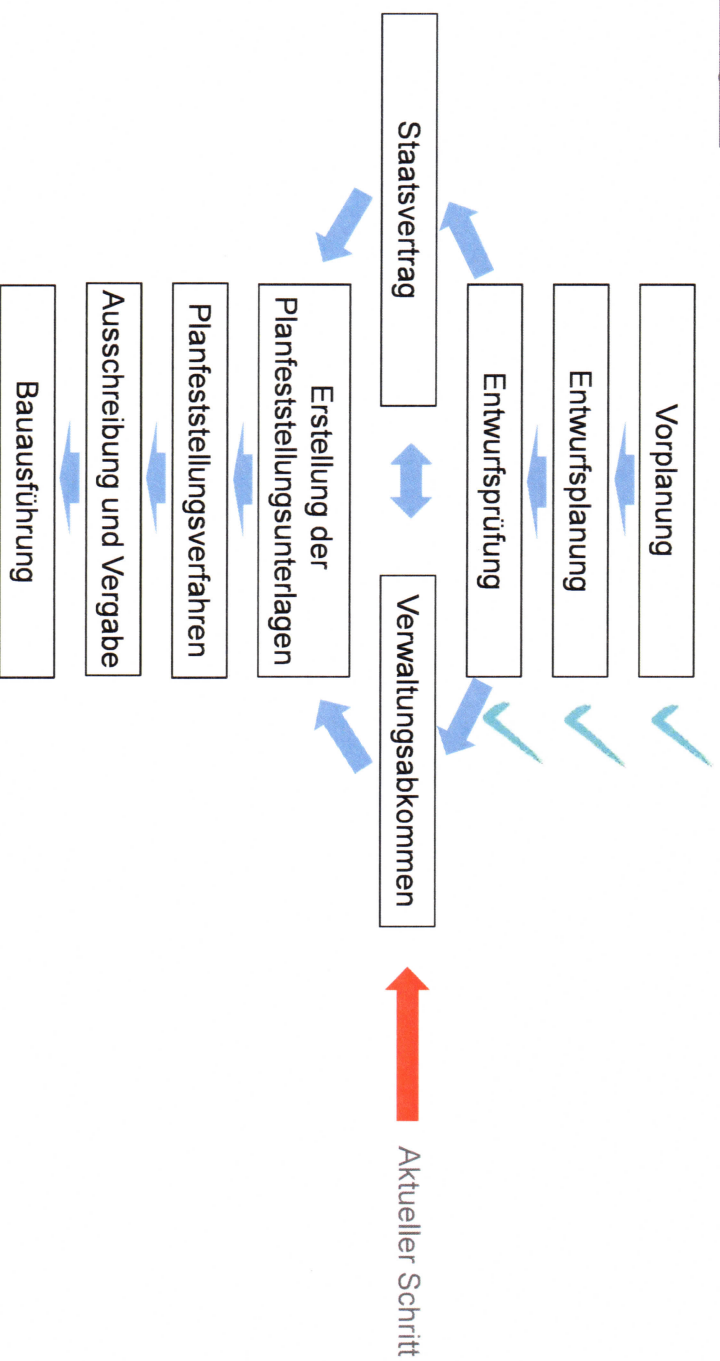 Vorplanung
Entwurfsplanung
Entwurfsprüfung
Staatsvertrag
Verwaltungsabkommen
Aktueller Schritt
Erstellung der
Planfeststellungsunterlagen
Planfeststellungsverfahren
Ausschreibung und Vergabe
Bauausführung